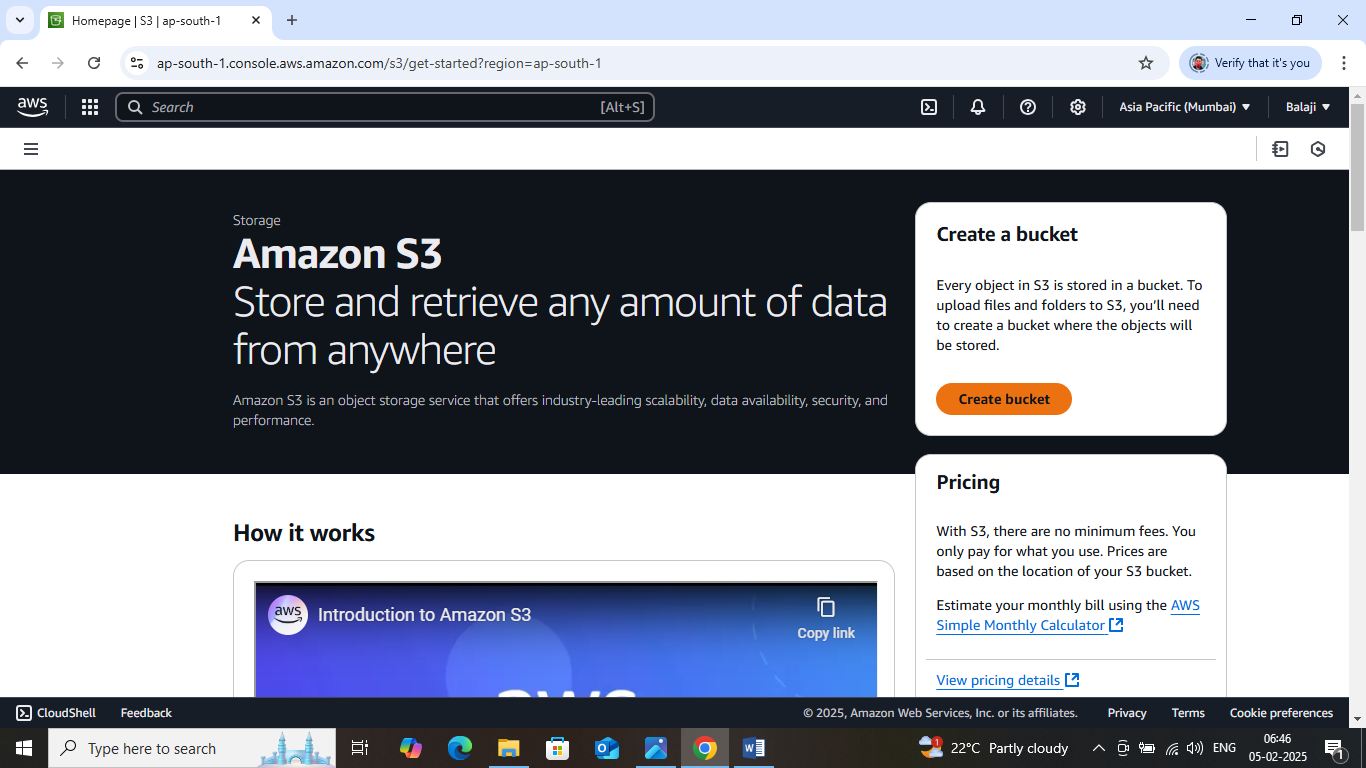 Homepage | S3 | ap-south-1
ap-south-1.console.aws.amazon.com/s3/get-started?region=ap-south-1
Verify that it's you
aws
Search
[Alt+S]
Asia Pacific (Mumbai)
Balaji
Storage
Amazon S3
Store and retrieve any amount of data
from anywhere
Amazon S3 is an object storage service that offers industry-leading scalability, data availability, security, and
performance.
Create a bucket
Every object in S3 is stored in a bucket. To
upload files and folders to S3, you'll need
to create a bucket where the objects will
be stored.
Create bucket
Pricing
With S3, there are no minimum fees. You
only pay for what you use. Prices are
based on the location of your S3 bucket.
Estimate your monthly bill using the AWS
Simple Monthly Calculator
View pricing details
How it works
aws
Introduction to Amazon S3
Copy link
aws
CloudShell
Feedback
© 2025, Amazon Web Services, Inc. or its affiliates.
Privacy
Terms
Cookie preferences
Type here to search
1
22°C Partly cloudy
ENG
06:46
05-02-2025
1